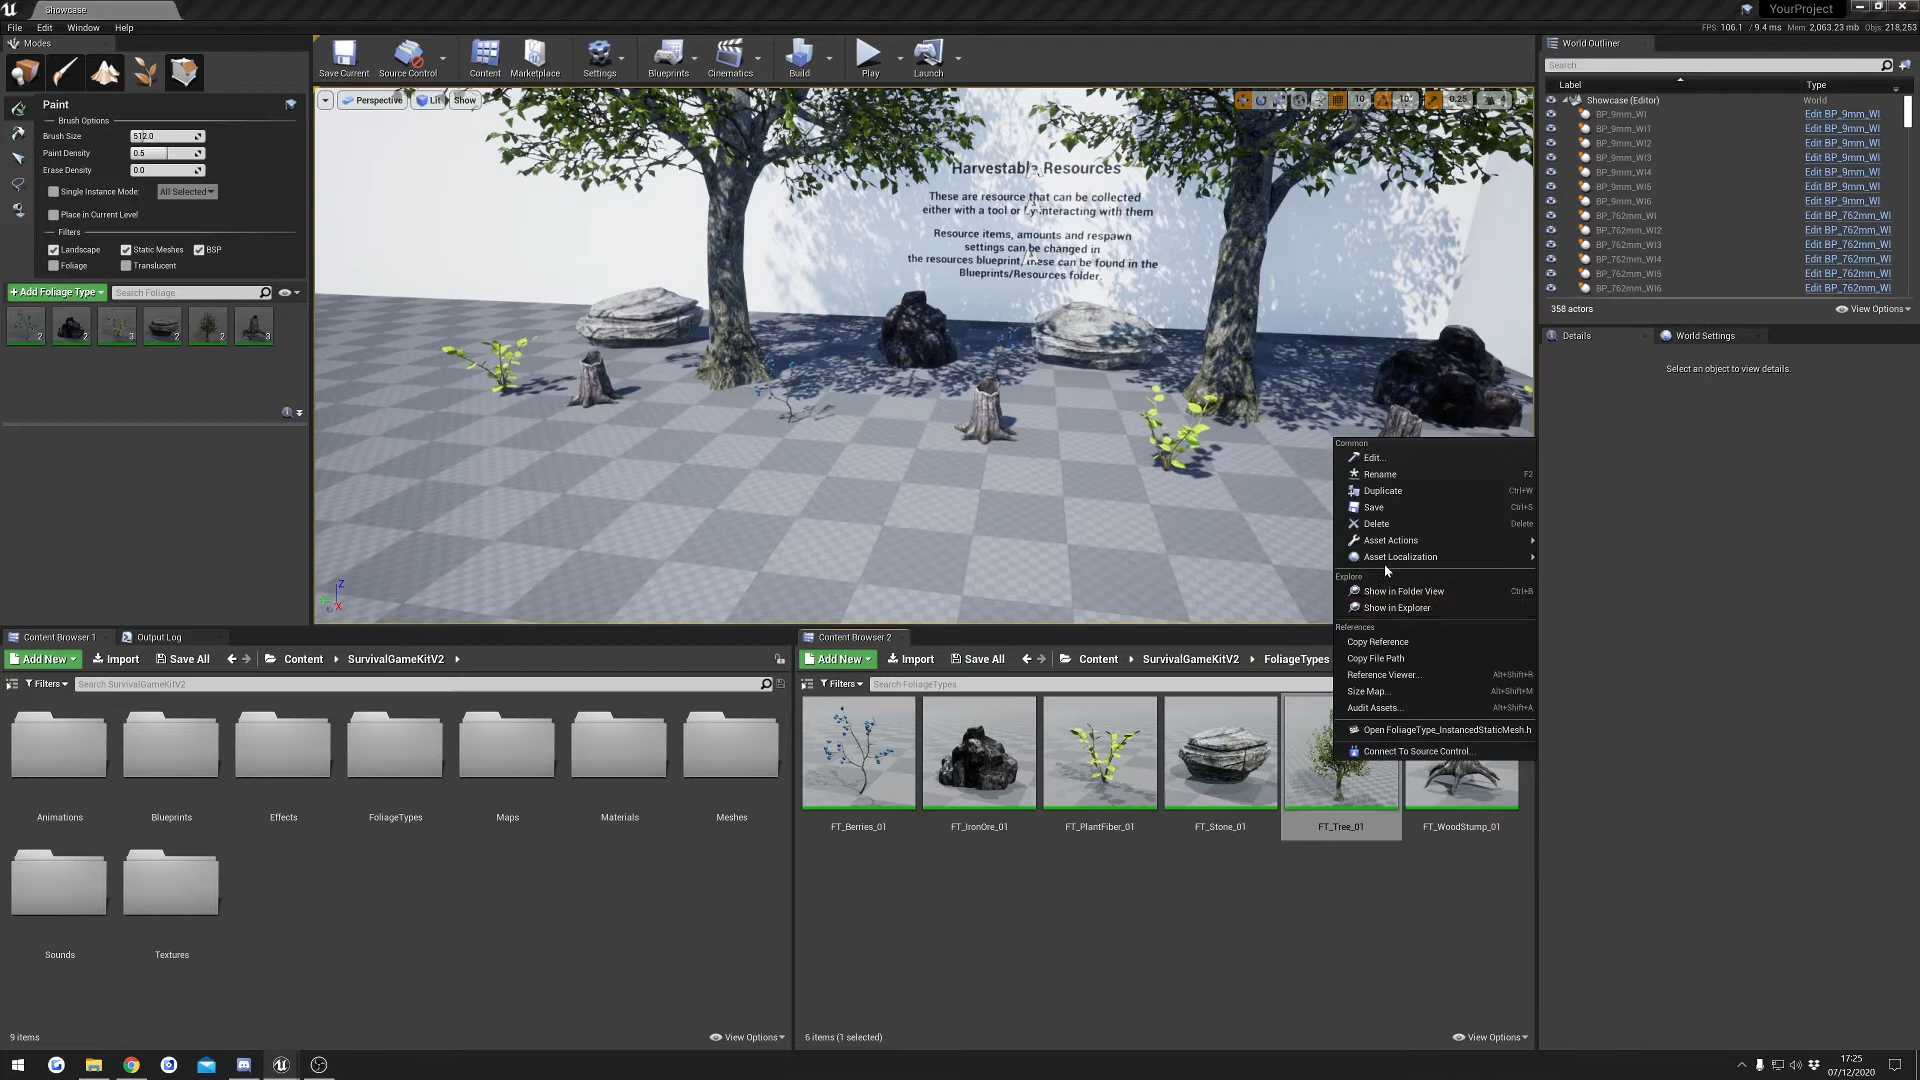 Showcase
YourProject
File Edit Window Help
FPS: 106.1 / 9.4 ms Mem: 2,063.23 mb Objs: 218,253
Modes
Save Current
Source Control
Content
Marketplace
Settings
Blueprints
Cinematics
Build
Play
Launch
World Outliner
Search...
Label
Type
Showcase (Editor) World
BP_9mm_WI Edit BP_9mm_WI
BP_9mm_WI1 Edit BP_9mm_WI
BP_9mm_WI2 Edit BP_9mm_WI
BP_9mm_WI3 Edit BP_9mm_WI
BP_9mm_WI4 Edit BP_9mm_WI
BP_9mm_WI5 Edit BP_9mm_WI
BP_9mm_WI6 Edit BP_9mm_WI
BP_762mm_WI Edit BP_762mm_WI
BP_762mm_WI2 Edit BP_762mm_WI
BP_762mm_WI3 Edit BP_762mm_WI
BP_762mm_WI4 Edit BP_762mm_WI
BP_762mm_WI5 Edit BP_762mm_WI
BP_762mm_WI6 Edit BP_762mm_WI
358 actors
View Options
Details
World Settings
Select an object to view details.
Paint
Brush Options
Brush Size 512.0
Paint Density 0.5
Erase Density 0.0
Single Instance Mode: All Selected
Place in Current Level
Filters
Landscape Static Meshes BSP
Foliage Translucent
+ Add Foliage Type
Search Foliage
2 2 3 2 2 3
Perspective Lit Show
10 10° 0.25 4
Harvestable Resources
These are resource that can be collected
either with a tool or by interacting with them
Resource items, amounts and respawn
settings can be changed in
the resources blueprint, these can be found in the
Blueprints/Resources folder.
Z
X
Common
Edit...
Rename F2
Duplicate Ctrl+W
Save Ctrl+S
Delete Delete
Asset Actions
Asset Localization
Explore
Show in Folder View Ctrl+B
Show in Explorer
References
Copy Reference
Copy File Path
Reference Viewer... Alt+Shift+R
Size Map... Alt+Shift+M
Audit Assets... Alt+Shift+A
Open FoliageType_InstancedStaticMesh.h
Connect To Source Control...
Content Browser 1
Output Log
Add New
Import
Save All
Content
SurvivalGameKitV2
Filters
Search SurvivalGameKitV2
Animations
Blueprints
Effects
FoliageTypes
Maps
Materials
Meshes
Sounds
Textures
9 items
View Options
Content Browser 2
Add New
Import
Save All
Content
SurvivalGameKitV2
FoliageTypes
Filters
Search FoliageTypes
FT_Berries_01
FT_IronOre_01
FT_PlantFiber_01
FT_Stone_01
FT_Tree_01
FT_WoodStump_01
6 items (1 selected)
View Options
17:25
07/12/2020